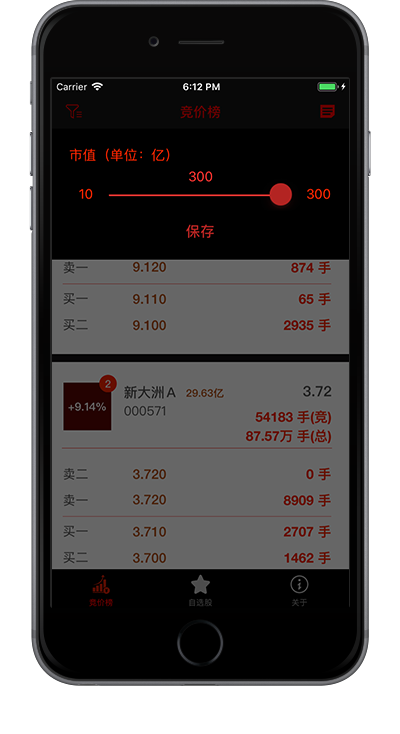 Carrier 6:12 PM
竞价榜
市值（单位：亿）
300
10 300
保存
卖一 9.120 874 手
买一 9.110 65 手
买二 9.100 2935 手
2
+9.14% 新大洲A 29.63亿 3.72
000571 54183 手(竞)
87.57万 手(总)
卖二 3.720 0 手
卖一 3.720 8909 手
买一 3.710 2707 手
买二 3.700 1462 手
竞价榜 自选股 关于